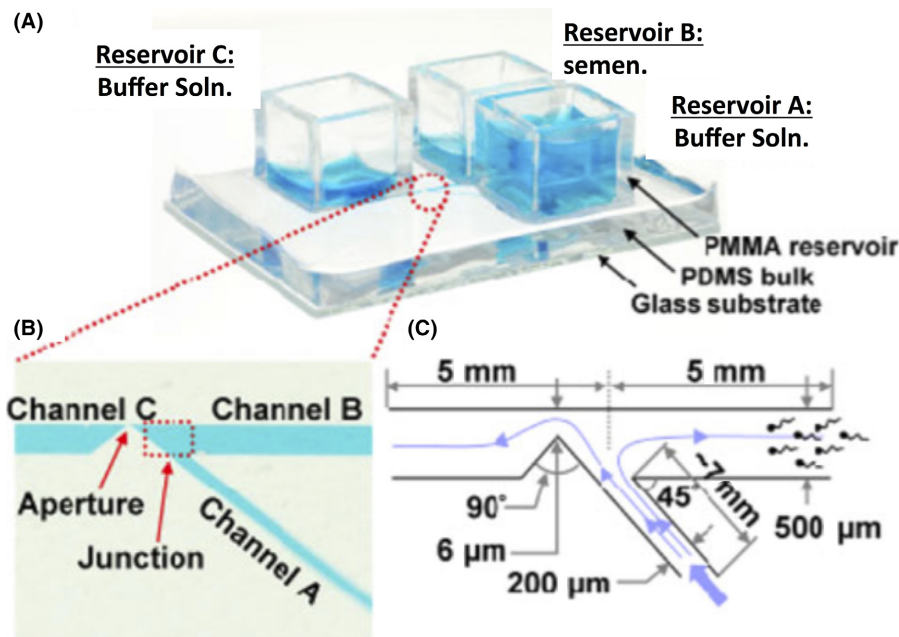 (A)
Reservoir C:
Buffer Soln.
Reservoir B:
semen.
Reservoir A:
Buffer Soln.
PMMA reservoir
PDMS bulk
Glass substrate
(B)
Channel C
Channel B
Aperture
Junction
Channel A
(C)
5 mm
5 mm
90°
6 µm
200 µm
45°
~7 mm
500 µm